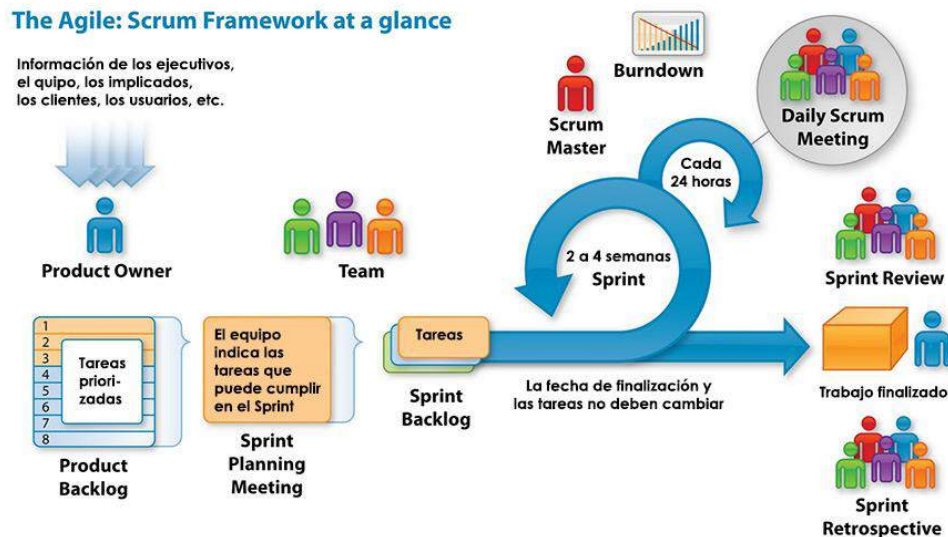 The Agile: Scrum Framework at a glance
Información de los ejecutivos,
el quipo, los implicados,
los clientes, los usuarios, etc.
Product Owner
Team
Scrum
Master
Burndown
Cada
24 horas
Daily Scrum
Meeting
2 a 4 semanas
Sprint
Sprint Review
1
2
3
4
5
6
7
8
Tareas
priori-
zadas
Product
Backlog
El equipo
indica las
tareas que
puede cumplir
en el Sprint
Sprint
Planning
Meeting
Tareas
Sprint
Backlog
La fecha de finalización y
las tareas no deben cambiar
Trabajo finalizado
Sprint
Retrospective